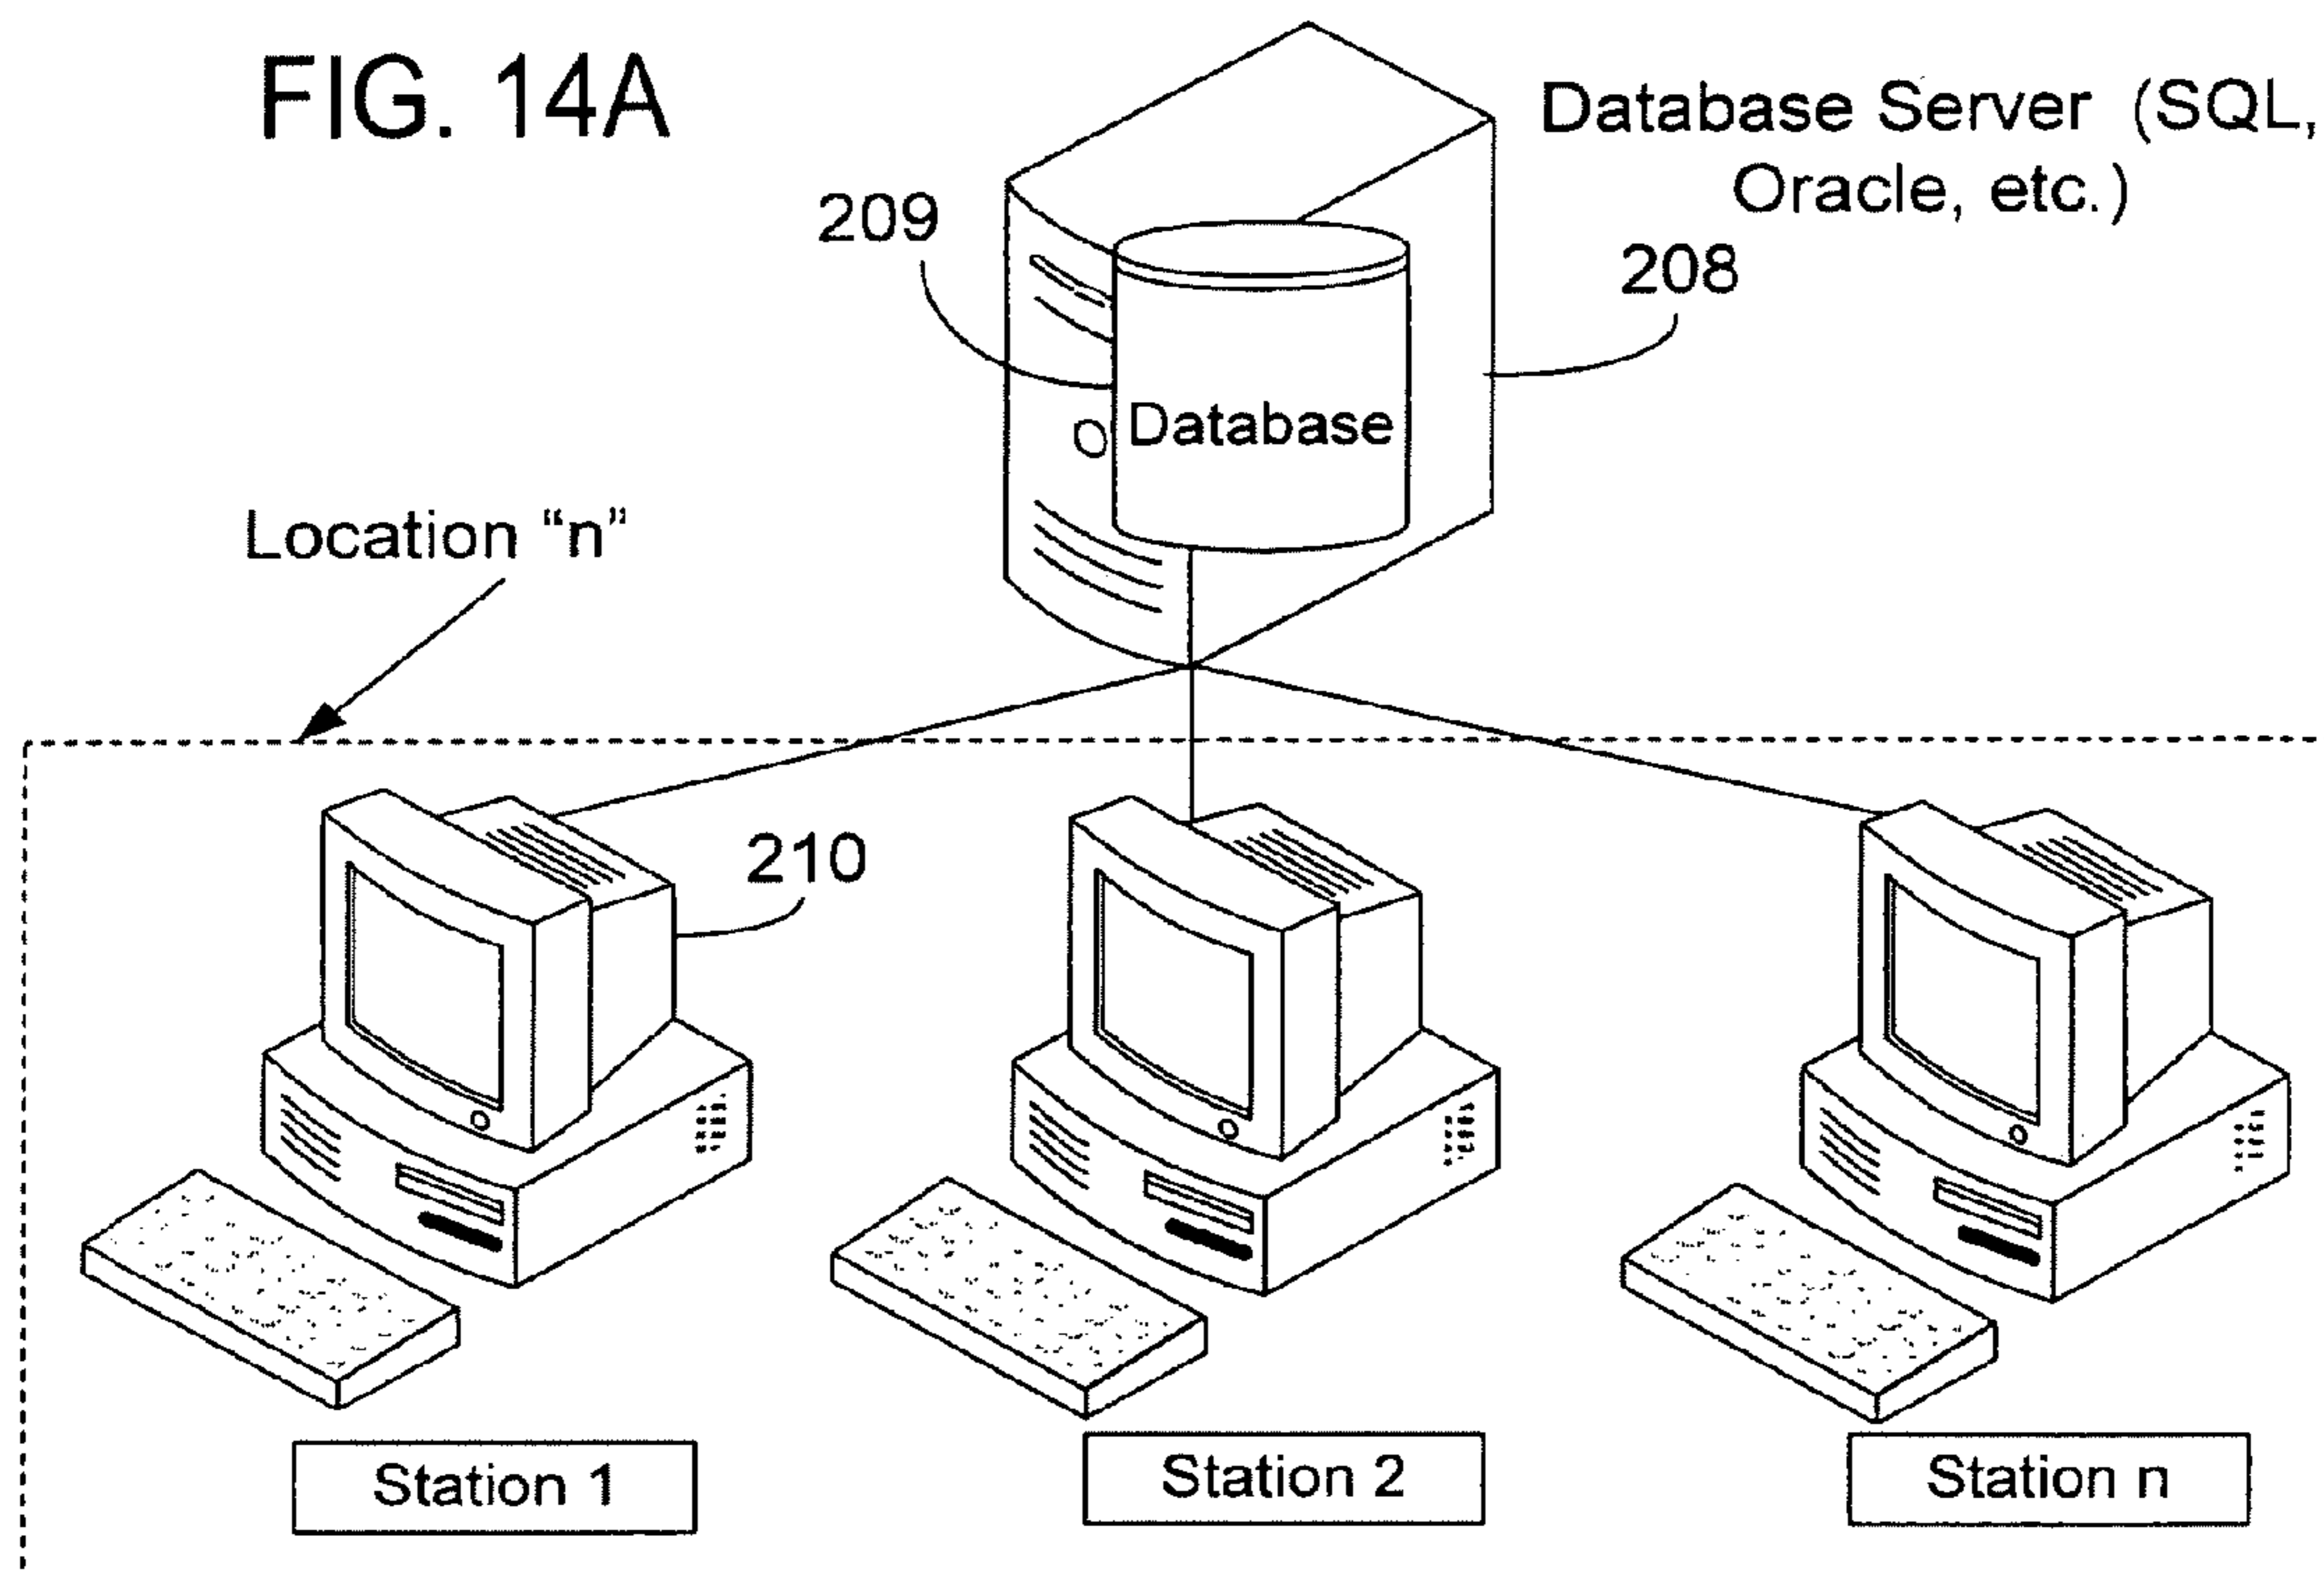 FIG. 14A
Database Server (SQL,
Oracle, etc.)
209
208
Database
Location “n”
210
Station 1
Station 2
Station n